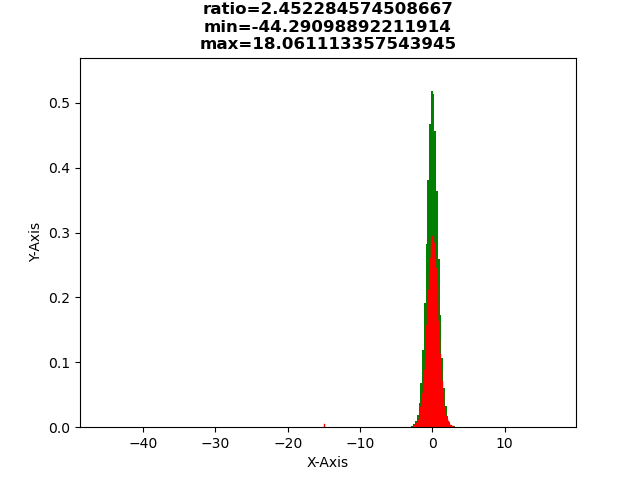 ratio=2.452284574508667
min=-44.29098892211914
max=18.061113357543945
0.5
0.4
0.3
0.2
0.1
0.0
Y-Axis
−40
−30
−20
−10
0
10
X-Axis